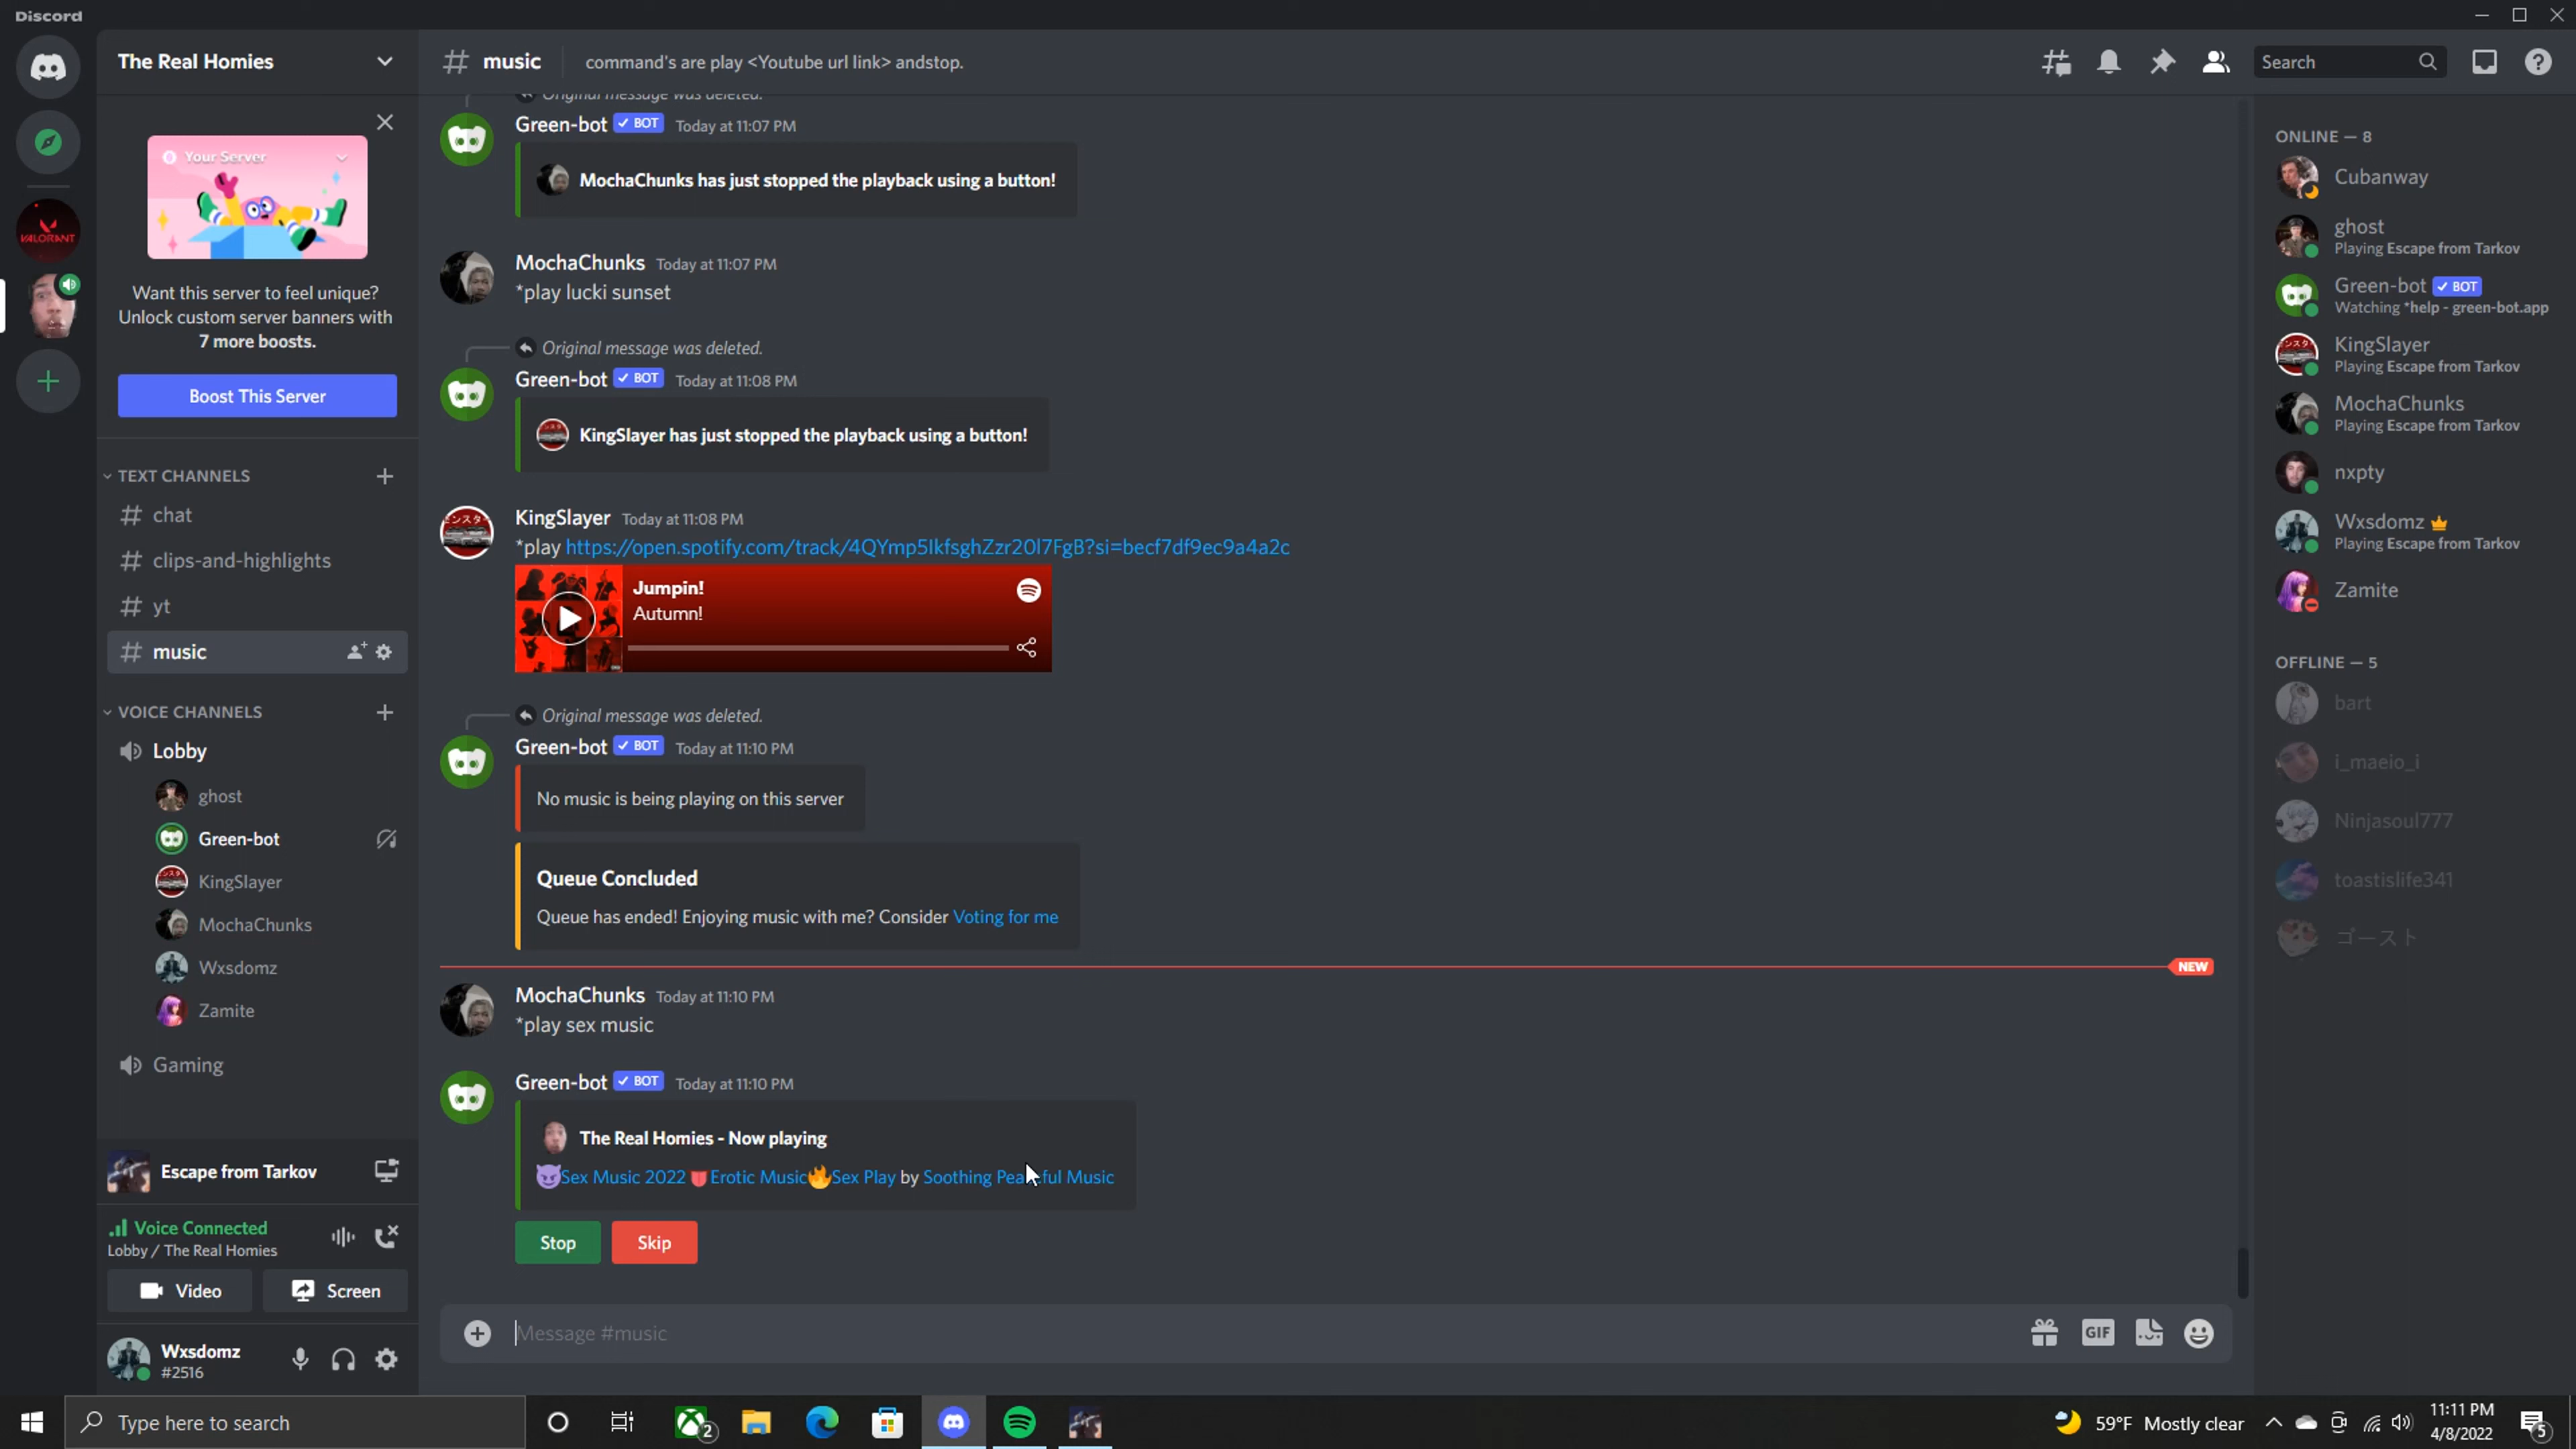 Discord
The Real Homies
music
command's are play <Youtube url link> andstop.
Search
Your Server
Want this server to feel unique?
Unlock custom server banners with
7 more boosts.
Boost This Server
VALORANT
TEXT CHANNELS
chat
clips-and-highlights
yt
music
VOICE CHANNELS
Lobby
ghost
Green-bot
KingSlayer
MochaChunks
Wxsdomz
Zamite
Gaming
Escape from Tarkov
Voice Connected
Lobby / The Real Homies
Video
Screen
Wxsdomz
#2516
Original message was deleted.
Green-bot BOT Today at 11:07 PM
MochaChunks has just stopped the playback using a button!
MochaChunks Today at 11:07 PM
*play lucki sunset
Original message was deleted.
Green-bot BOT Today at 11:08 PM
KingSlayer has just stopped the playback using a button!
KingSlayer Today at 11:08 PM
*play https://open.spotify.com/track/4QYmp5IkfsghZzr20l7FgB?si=becf7df9ec9a4a2c
Jumpin!
Autumn!
Original message was deleted.
Green-bot BOT Today at 11:10 PM
No music is being playing on this server
Queue Concluded
Queue has ended! Enjoying music with me? Consider Voting for me
NEW
MochaChunks Today at 11:10 PM
*play sex music
Green-bot BOT Today at 11:10 PM
The Real Homies - Now playing
😈Sex Music 2022👅Erotic Music🔥Sex Play by Soothing Peaceful Music
Stop
Skip
Message #music
GIF
ONLINE — 8
Cubanway
ghost
Playing Escape from Tarkov
Green-bot BOT
Watching *help - green-bot.app
KingSlayer
Playing Escape from Tarkov
MochaChunks
Playing Escape from Tarkov
nxpty
Wxsdomz
Playing Escape from Tarkov
Zamite
OFFLINE — 5
bart
i_maeio_i
Ninjasoul777
toastislife341
ゴースト
Type here to search
2
59°F Mostly clear
11:11 PM
4/8/2022
5